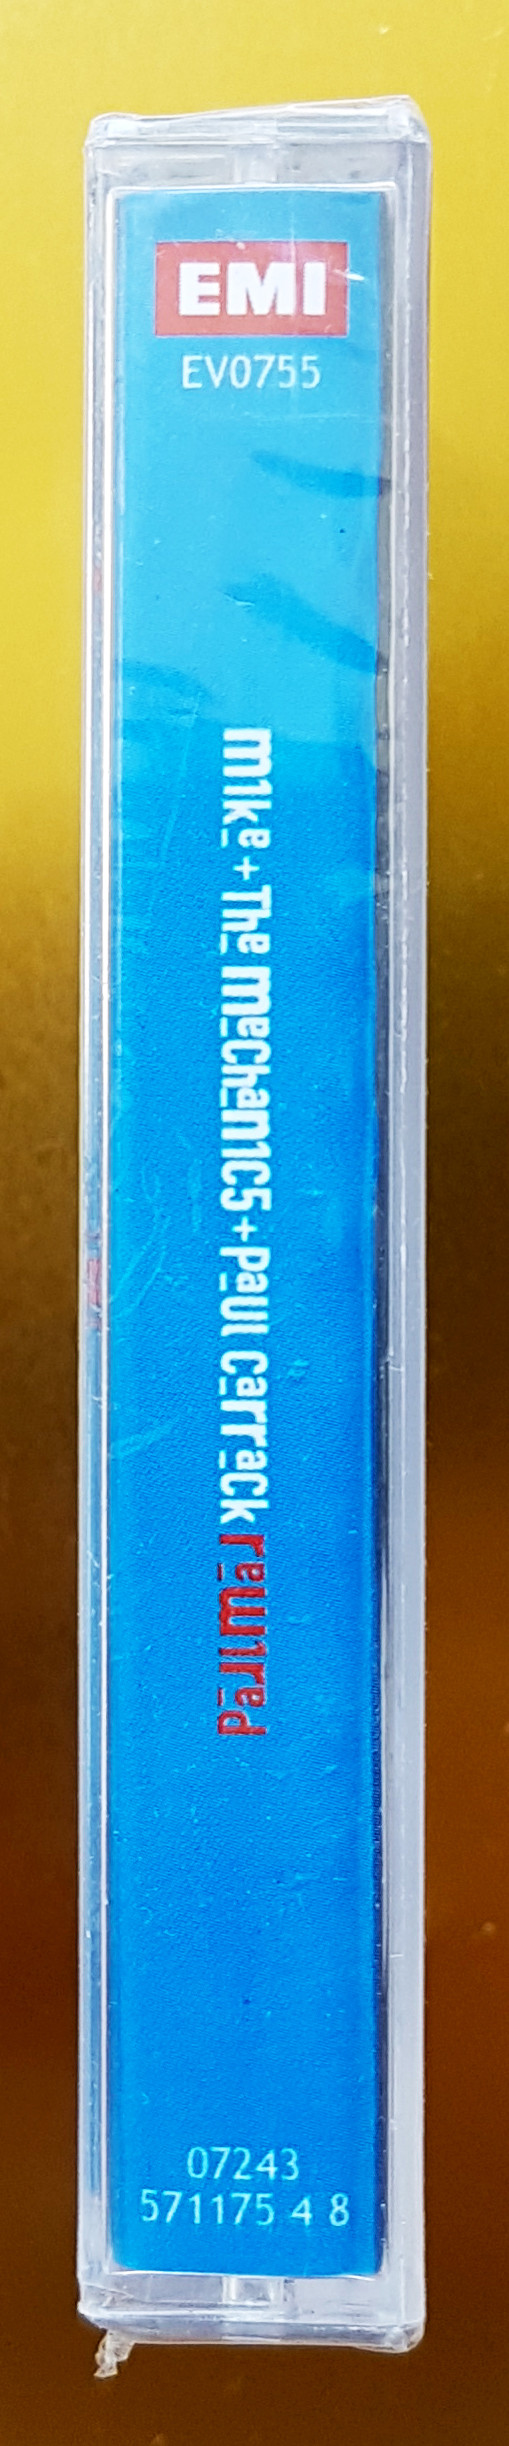 EMI
EV0755
mike + The mechanics + paul carrack rewired
07243
571175 4 8